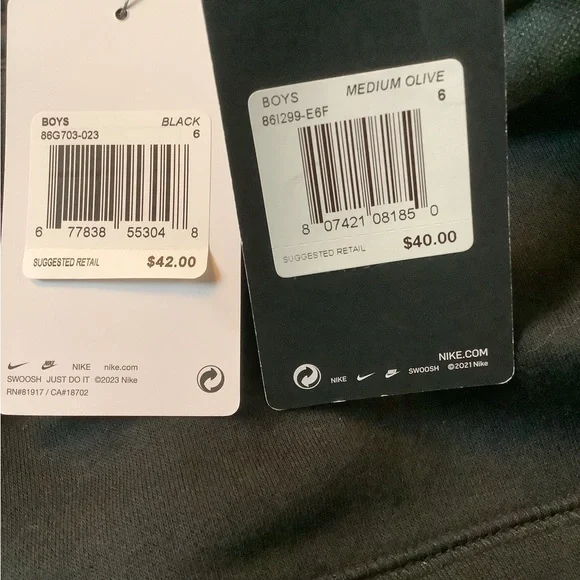 BOYS BLACK
86G703-023 6
6 77838 55304 8
SUGGESTED RETAIL $42.00
NIKE nike.com
SWOOSH JUST DO IT ©2023 Nike
RN#81917 / CA#18702
BOYS MEDIUM OLIVE
86I299-E6F 6
8 07421 08185 0
SUGGESTED RETAIL $40.00
NIKE.COM
NIKE SWOOSH ©2021 Nike